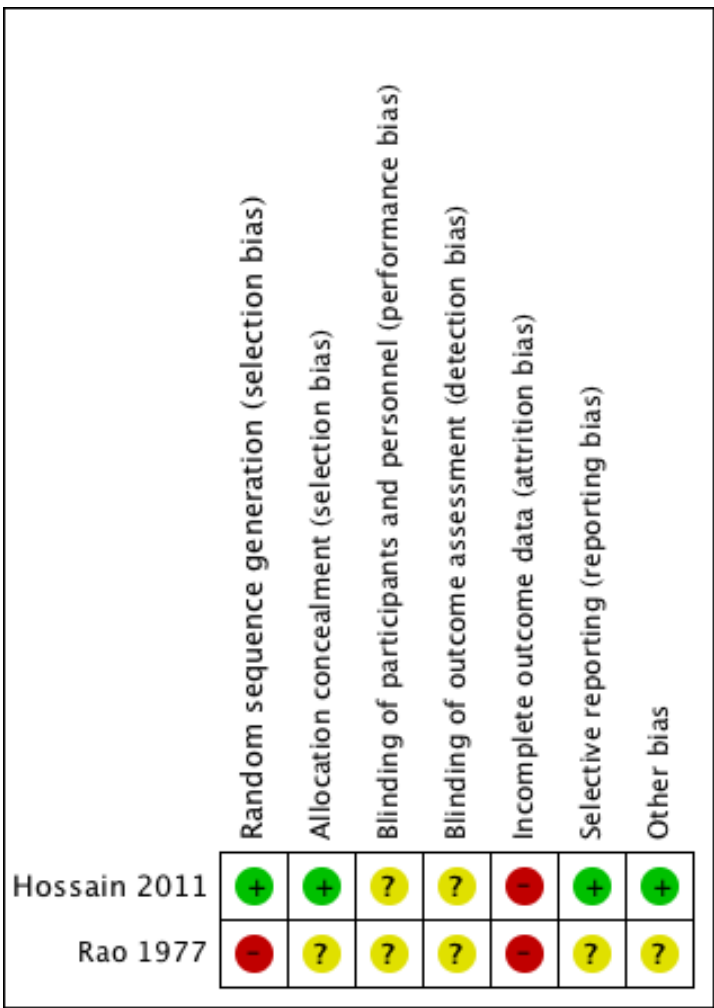 Random sequence generation (selection bias)
Allocation concealment (selection bias)
Blinding of participants and personnel (performance bias)
Blinding of outcome assessment (detection bias)
Incomplete outcome data (attrition bias)
Selective reporting (reporting bias)
Other bias
Hossain 2011 + + ? ? - + +
Rao 1977 - ? ? ? - ? ?